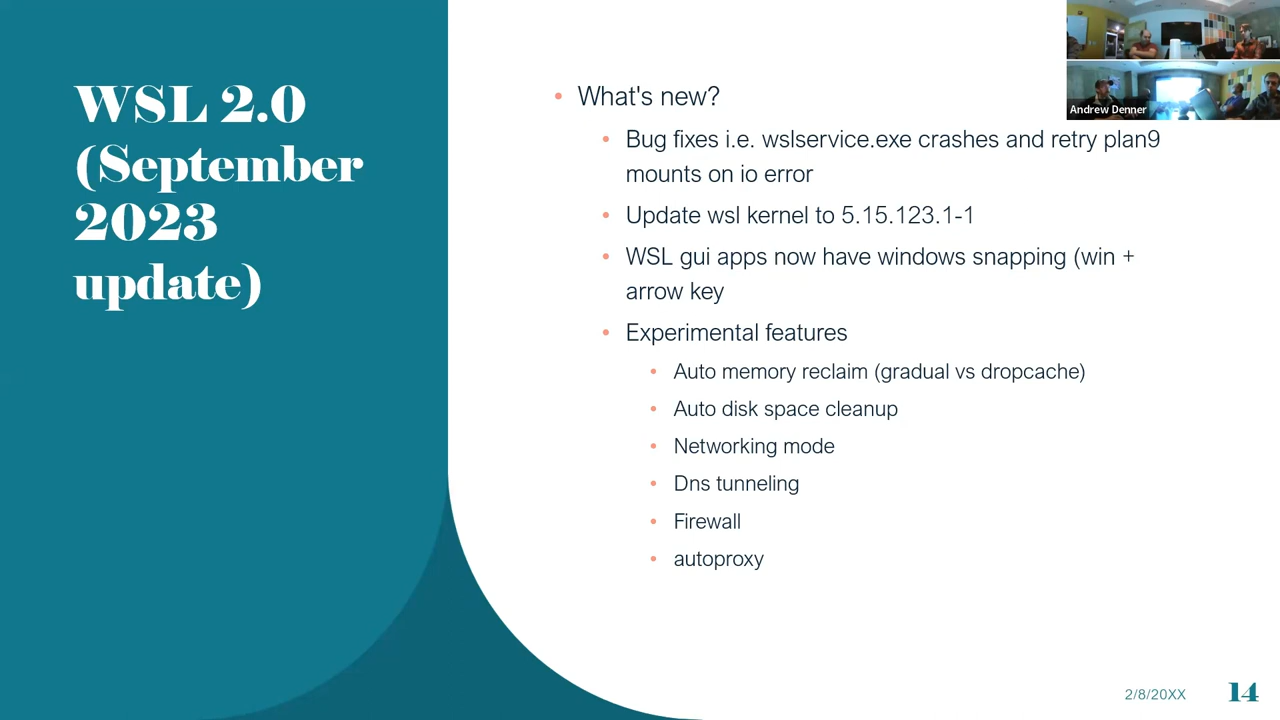 WSL 2.0
(September
2023
update)
• What's new?
• Bug fixes i.e. wslservice.exe crashes and retry plan9
mounts on io error
• Update wsl kernel to 5.15.123.1-1
• WSL gui apps now have windows snapping (win +
arrow key
• Experimental features
• Auto memory reclaim (gradual vs dropcache)
• Auto disk space cleanup
• Networking mode
• Dns tunneling
• Firewall
• autoproxy
Andrew Denner
2/8/20XX
14